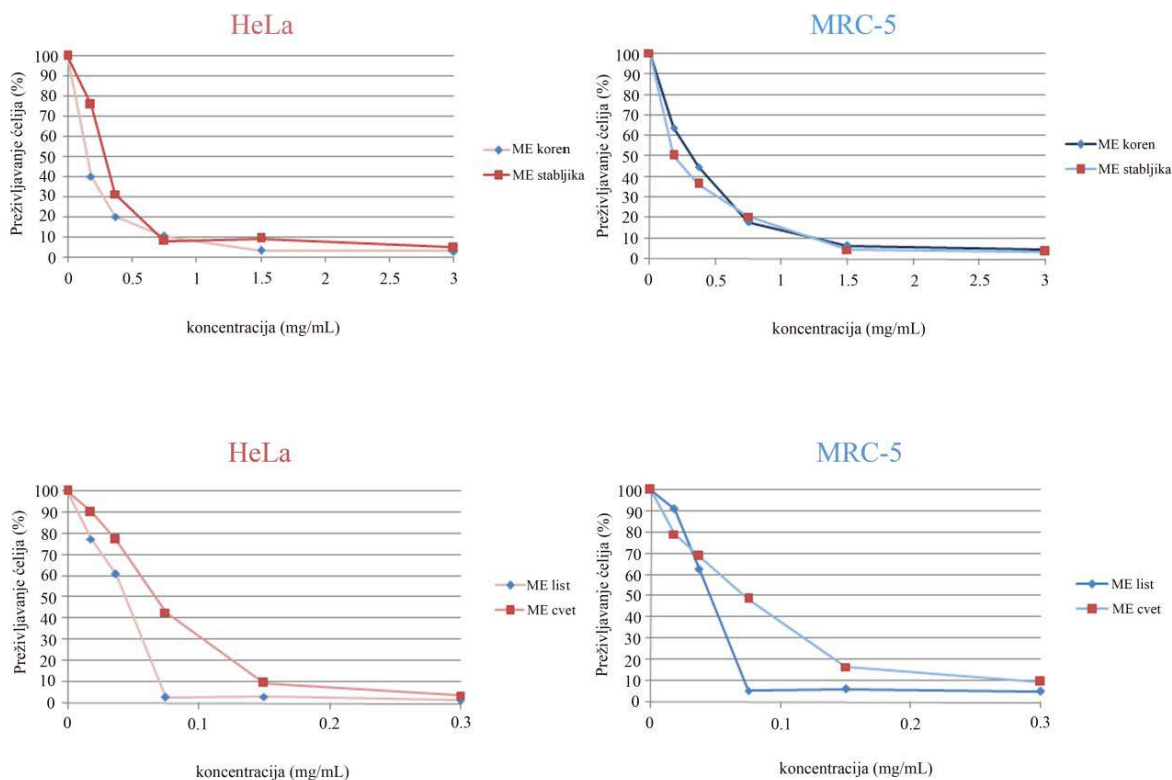 HeLa
Preživljavanje ćelija (%)
100
90
80
70
60
50
40
30
20
10
0
0 0.5 1 1.5 2 2.5 3
koncentracija (mg/mL)
ME koren
ME stabljika
MRC-5
Preživljavanje ćelija (%)
100
90
80
70
60
50
40
30
20
10
0
0 0.5 1 1.5 2 2.5 3
koncentracija (mg/mL)
ME koren
ME stabljika
HeLa
Preživljavanje ćelija (%)
100
90
80
70
60
50
40
30
20
10
0
0 0.1 0.2 0.3
koncentracija (mg/mL)
ME list
ME cvet
MRC-5
Preživljavanje ćelija (%)
100
90
80
70
60
50
40
30
20
10
0
0 0.1 0.2 0.3
koncentracija (mg/mL)
ME list
ME cvet